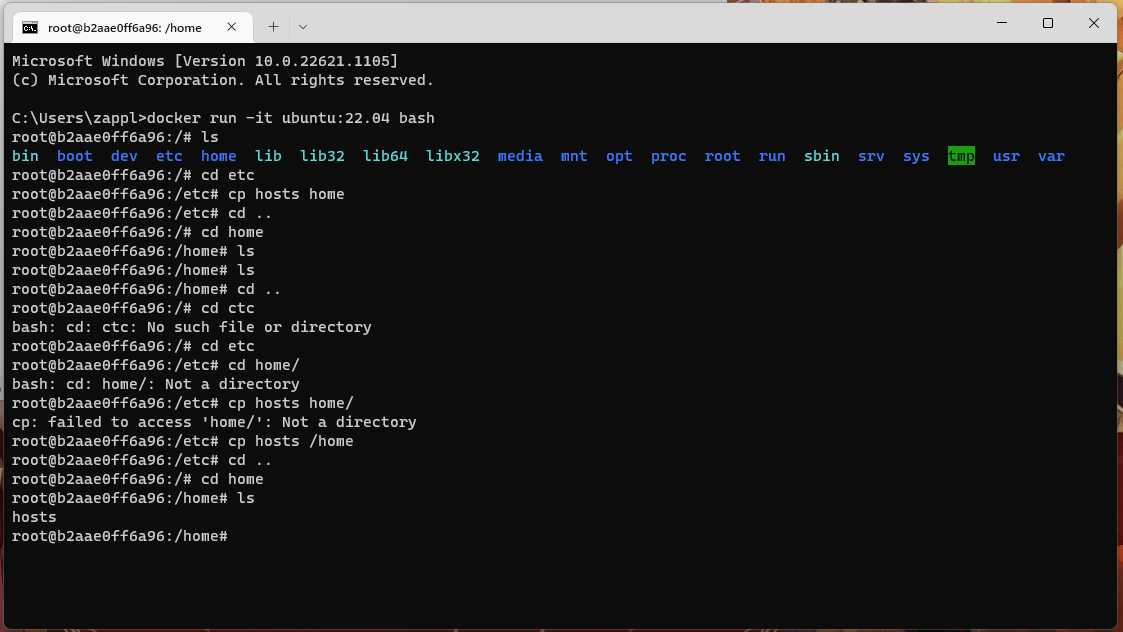 root@b2aae0ff6a96: /home
Microsoft Windows [Version 10.0.22621.1105]
(c) Microsoft Corporation. All rights reserved.
C:\Users\zappl>docker run -it ubuntu:22.04 bash
root@b2aae0ff6a96:/# ls
bin boot dev etc home lib lib32 lib64 libx32 media mnt opt proc root run sbin srv sys tmp usr var
root@b2aae0ff6a96:/# cd etc
root@b2aae0ff6a96:/etc# cp hosts home
root@b2aae0ff6a96:/etc# cd ..
root@b2aae0ff6a96:/# cd home
root@b2aae0ff6a96:/home# ls
root@b2aae0ff6a96:/home# ls
root@b2aae0ff6a96:/home# cd ..
root@b2aae0ff6a96:/# cd ctc
bash: cd: ctc: No such file or directory
root@b2aae0ff6a96:/# cd etc
root@b2aae0ff6a96:/etc# cd home/
bash: cd: home/: Not a directory
root@b2aae0ff6a96:/etc# cp hosts home/
cp: failed to access 'home/': Not a directory
root@b2aae0ff6a96:/etc# cp hosts /home
root@b2aae0ff6a96:/etc# cd ..
root@b2aae0ff6a96:/# cd home
root@b2aae0ff6a96:/home# ls
hosts
root@b2aae0ff6a96:/home#